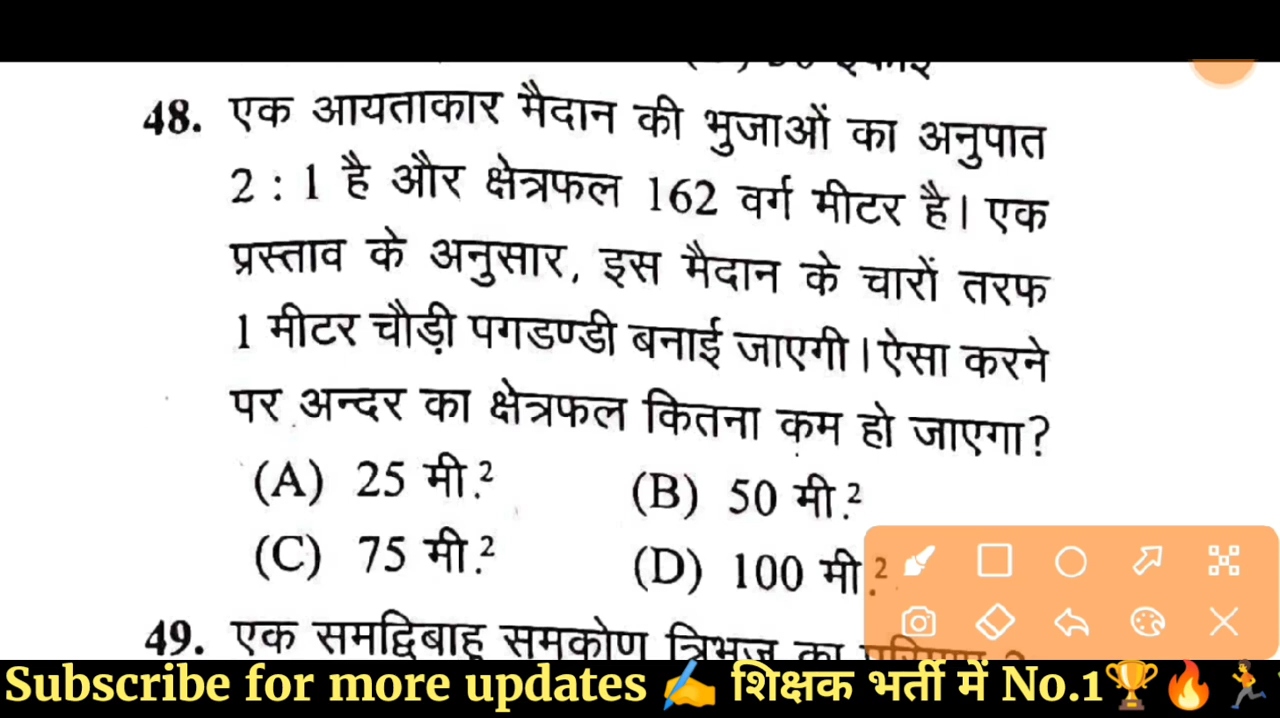 48. एक आयताकार मैदान की भुजाओं का अनुपात
2 : 1 है और क्षेत्रफल 162 वर्ग मीटर है। एक
प्रस्ताव के अनुसार, इस मैदान के चारों तरफ
1 मीटर चौड़ी पगडण्डी बनाई जाएगी। ऐसा करने
पर अन्दर का क्षेत्रफल कितना कम हो जाएगा?
(A) 25 मी.² (B) 50 मी.²
(C) 75 मी.² (D) 100 मी.²
49. एक समद्विबाहु समकोण त्रिभुज का
Subscribe for more updates ✍️ शिक्षक भर्ती में No.1🏆🔥🏃